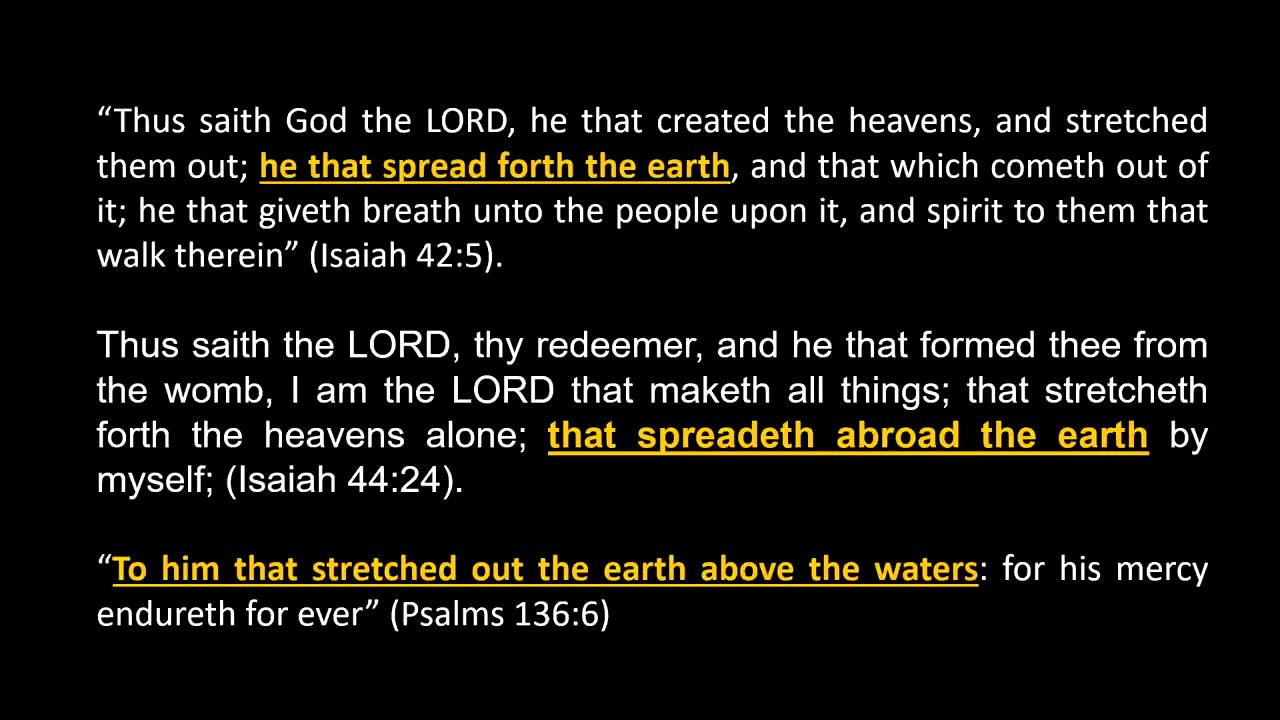 “Thus saith God the LORD, he that created the heavens, and stretched
them out; he that spread forth the earth, and that which cometh out of
it; he that giveth breath unto the people upon it, and spirit to them that
walk therein” (Isaiah 42:5).
Thus saith the LORD, thy redeemer, and he that formed thee from
the womb, I am the LORD that maketh all things; that stretcheth
forth the heavens alone; that spreadeth abroad the earth by
myself; (Isaiah 44:24).
“To him that stretched out the earth above the waters: for his mercy
endureth for ever” (Psalms 136:6)